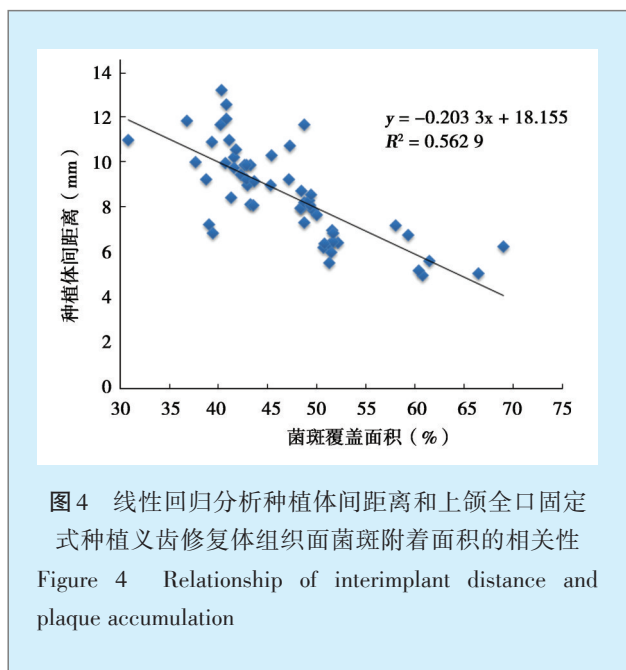 14
12
10
8
6
4
2
0
种植体间距离（mm）
y = −0.203 3x + 18.155
R² = 0.562 9
30 35 40 45 50 55 60 65 70 75
菌斑覆盖面积（%）
图4 线性回归分析种植体间距离和上颌全口固定
式种植义齿修复体组织面菌斑附着面积的相关性
Figure 4 Relationship of interimplant distance and
plaque accumulation